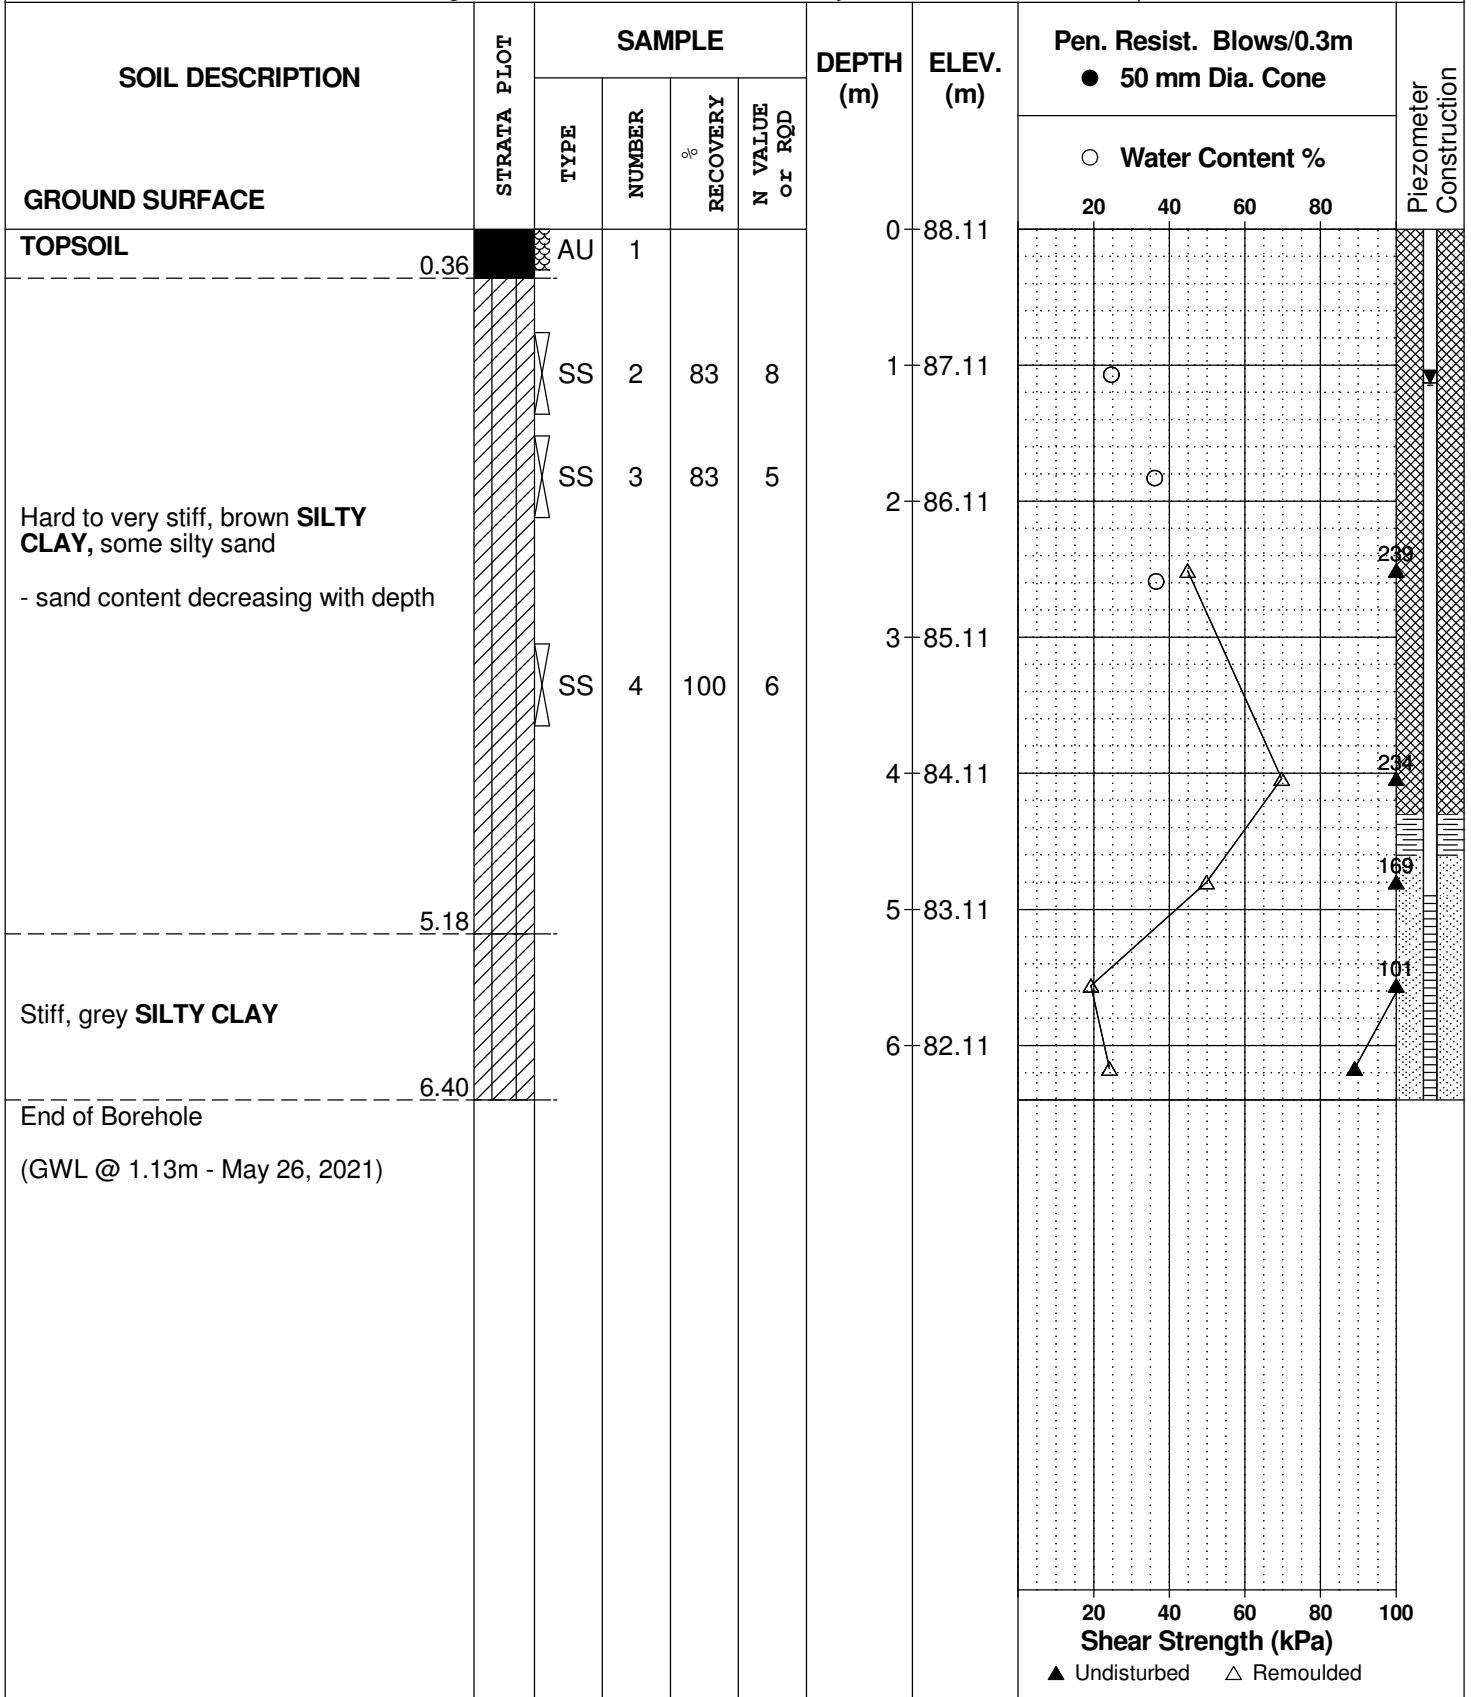 SOIL DESCRIPTION
GROUND SURFACE
STRATA PLOT
SAMPLE
TYPE
NUMBER
%
RECOVERY
N VALUE
or RQD
DEPTH
(m)
ELEV.
(m)
Pen. Resist. Blows/0.3m
50 mm Dia. Cone
Water Content %
20 40 60 80
Piezometer
Construction
TOPSOIL
0.36
AU 1
0 88.11
SS 2 83 8
1 87.11
SS 3 83 5
2 86.11
Hard to very stiff, brown SILTY
CLAY, some silty sand
239
- sand content decreasing with depth
3 85.11
SS 4 100 6
234
4 84.11
169
5 83.11
5.18
101
Stiff, grey SILTY CLAY
6 82.11
6.40
End of Borehole
(GWL @ 1.13m - May 26, 2021)
20 40 60 80 100
Shear Strength (kPa)
Undisturbed Remoulded